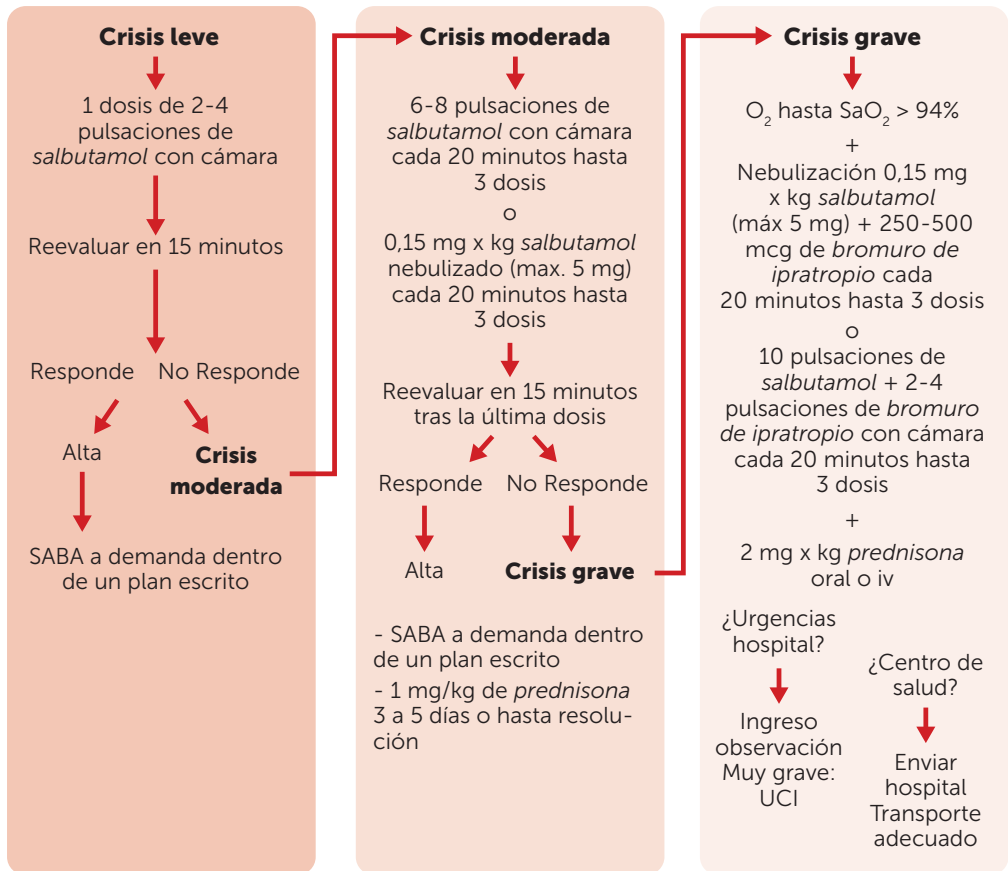 Crisis leve
1 dosis de 2-4
pulsaciones de
salbutamol con cámara
Reevaluar en 15 minutos
Responde
No Responde
Alta
Crisis
moderada
SABA a demanda dentro
de un plan escrito
Crisis moderada
6-8 pulsaciones de
salbutamol con cámara
cada 20 minutos hasta
3 dosis
o
0,15 mg x kg salbutamol
nebulizado (max. 5 mg)
cada 20 minutos hasta
3 dosis
Reevaluar en 15 minutos
tras la última dosis
Responde
No Responde
Alta
Crisis grave
- SABA a demanda dentro
de un plan escrito
- 1 mg/kg de prednisona
3 a 5 días o hasta resolu-
ción
Crisis grave
O₂ hasta SaO₂ > 94%
+
Nebulización 0,15 mg
x kg salbutamol
(máx 5 mg) + 250-500
mcg de bromuro de
ipratropio cada
20 minutos hasta 3 dosis
o
10 pulsaciones de
salbutamol + 2-4
pulsaciones de bromuro
de ipratropio con cámara
cada 20 minutos hasta
3 dosis
+
2 mg x kg prednisona
oral o iv
¿Urgencias
hospital?
Ingreso
observación
Muy grave:
UCI
¿Centro de
salud?
Enviar
hospital
Transporte
adecuado